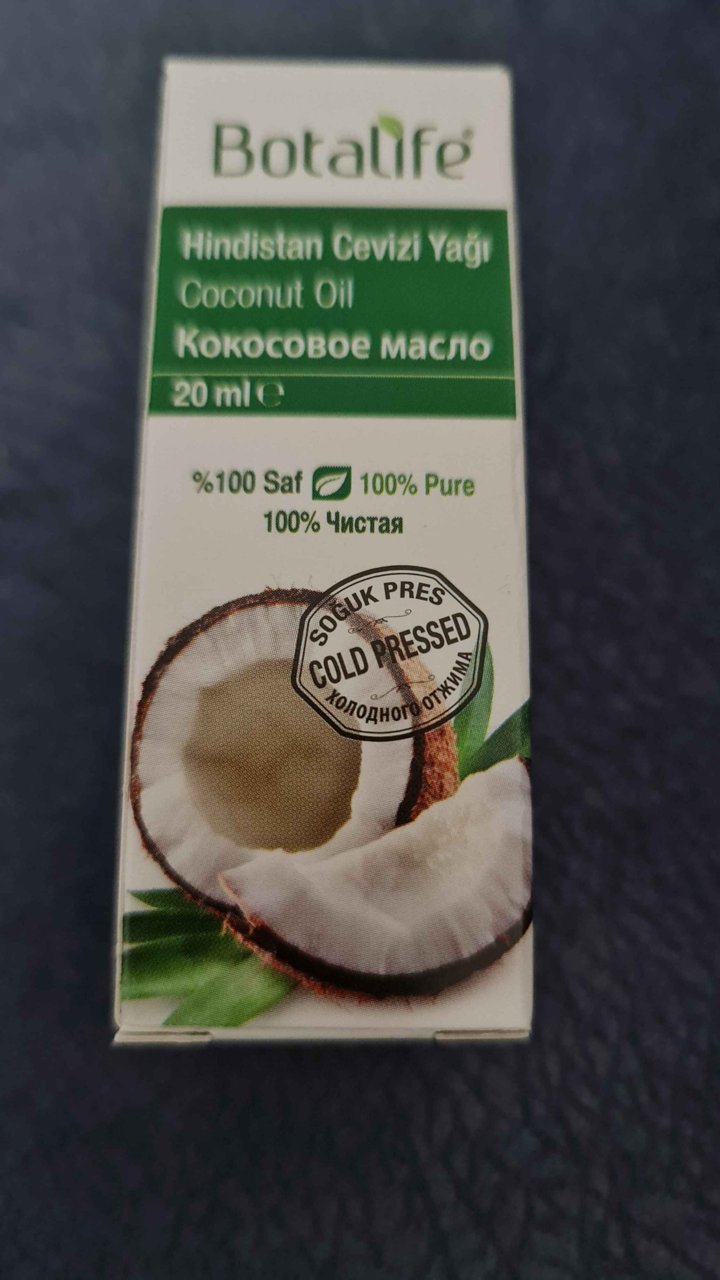 Botalife
Hindistan Cevizi Yağı
Coconut Oil
Кокосовое масло
20 ml ℮
%100 Saf 100% Pure
100% Чистая
SOĞUK PRES
COLD PRESSED
ХОЛОДНОГО ОТЖИМА